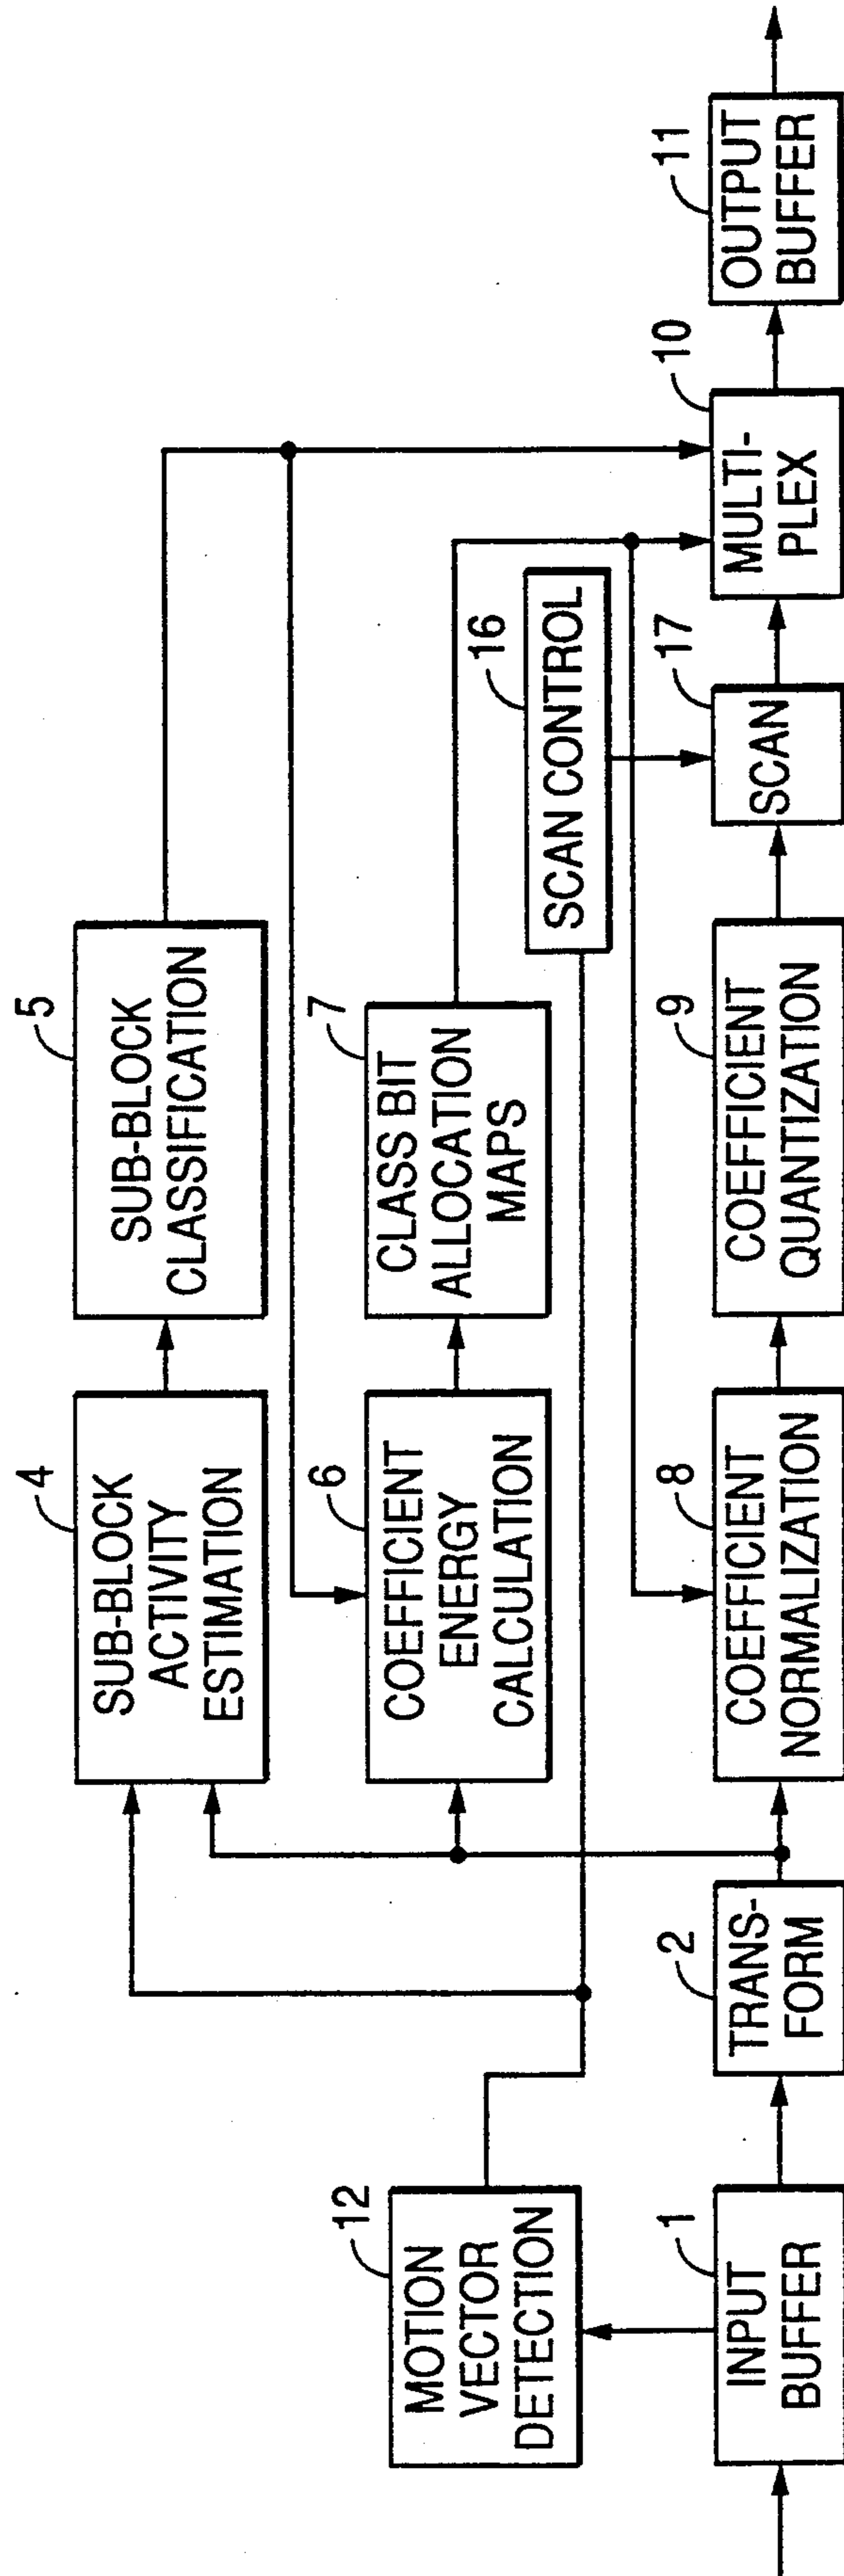 4
SUB-BLOCK
ACTIVITY
ESTIMATION
5
SUB-BLOCK
CLASSIFICATION
12
MOTION
VECTOR
DETECTION
6
COEFFICIENT
ENERGY
CALCULATION
7
CLASS BIT
ALLOCATION
MAPS
16
SCAN CONTROL
1
INPUT
BUFFER
2
TRANS-
FORM
8
COEFFICIENT
NORMALIZATION
9
COEFFICIENT
QUANTIZATION
17
SCAN
10
MULTI-
PLEX
11
OUTPUT
BUFFER